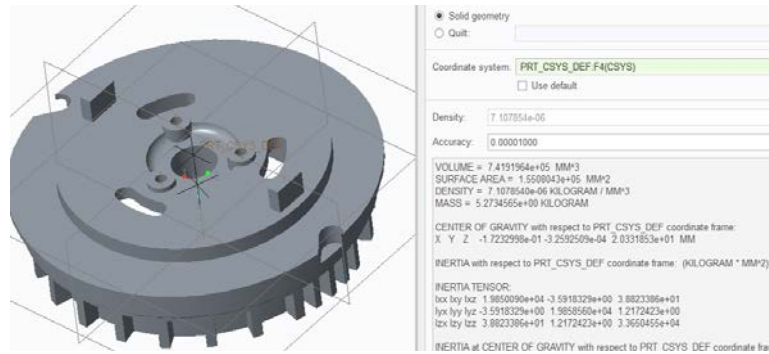 Solid geometry
Quilt:
Coordinate system: PRT_CSYS_DEF:F4(CSYS)
Use default
Density: 7.107854e-06
Accuracy: 0.00001000
VOLUME = 7.4191964e+05 MM^3
SURFACE AREA = 1.5508043e+05 MM^2
DENSITY = 7.1078540e-06 KILOGRAM / MM^3
MASS = 5.2734565e+00 KILOGRAM
CENTER OF GRAVITY with respect to PRT_CSYS_DEF coordinate frame:
X Y Z -1.7232998e-01 -3.2592509e-04 2.0331853e+01 MM
INERTIA with respect to PRT_CSYS_DEF coordinate frame: (KILOGRAM * MM^2)
INERTIA TENSOR:
Ixx Ixy Ixz 1.9850090e+04 -3.5918329e+00 3.8823386e+01
Iyx Iyy Iyz -3.5918329e+00 1.9858560e+04 1.2172423e+00
Izx Izy Izz 3.8823386e+01 1.2172423e+00 3.3650455e+04
INERTIA at CENTER OF GRAVITY with respect to PRT_CSYS_DEF coordinate fra
PRT_CSYS_DEF